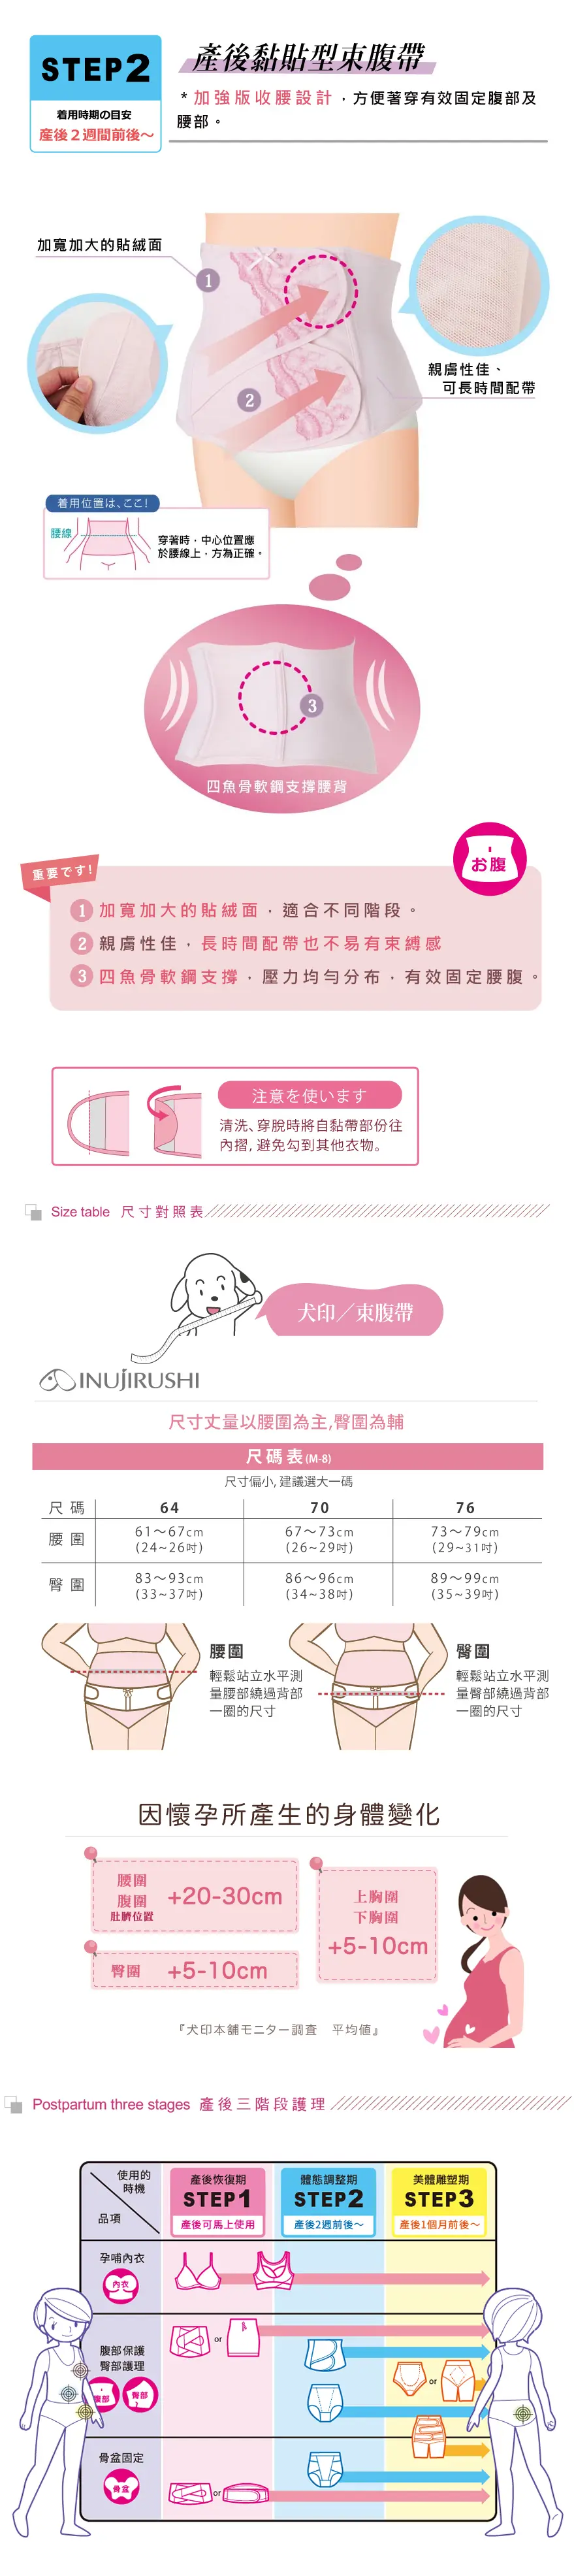 STEP2
着用時期の目安
産後２週間前後～
產後黏貼型束腹帶
* 加強版收腰設計，方便著穿有效固定腹部及
腰部。
加寬加大的貼絨面
1
2
親膚性佳、
可長時間配帶
着用位置は、ここ!
腰線
穿著時，中心位置應
於腰線上，方為正確。
3
四魚骨軟鋼支撐腰背
お腹
重要です!
1 加寬加大的貼絨面，適合不同階段。
2 親膚性佳，長時間配帶也不易有束縛感
3 四魚骨軟鋼支撐，壓力均勻分布，有效固定腰腹。
注意を使います
清洗、穿脫時將自黏帶部份往
內摺,避免勾到其他衣物。
Size table 尺寸對照表
犬印／束腹帶
INUJIRUSHI
尺寸丈量以腰圍為主,臀圍為輔
尺碼表(M-8)
尺寸偏小,建議選大一碼
尺碼 64 70 76
腰圍 61～67cm 67～73cm 73～79cm
(24~26吋) (26~29吋) (29~31吋)
臀圍 83～93cm 86～96cm 89～99cm
(33~37吋) (34~38吋) (35~39吋)
腰圍
輕鬆站立水平測
量腰部繞過背部
一圈的尺寸
臀圍
輕鬆站立水平測
量臀部繞過背部
一圈的尺寸
因懷孕所產生的身體變化
腰圍
腹圍
肚臍位置
+20-30cm
臀圍 +5-10cm
上胸圍
下胸圍
+5-10cm
『犬印本舗モニター調査 平均値』
Postpartum three stages 產後三階段護理
使用的
時機
品項
產後恢復期
STEP1
產後可馬上使用
體態調整期
STEP2
產後2週前後～
美體雕塑期
STEP3
產後1個月前後～
孕哺內衣
內衣
腹部保護
臀部護理
腹部
臀部
or
or
骨盆固定
骨盆
or